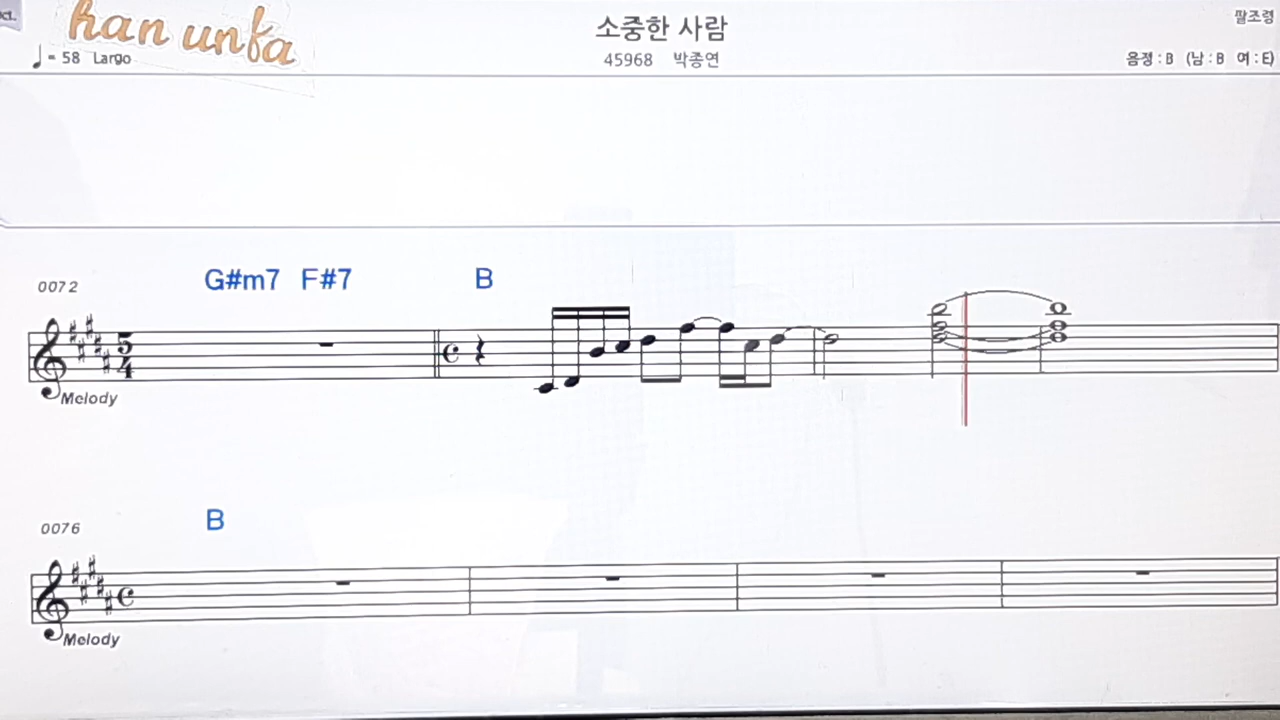 han unfa
소중한 사람
팔조령
♩= 58 Largo
45968 박종연
음정 : B (남 : B 여 : E)
G#m7 F#7 B
0072
5
4
Melody
B
0076
Melody